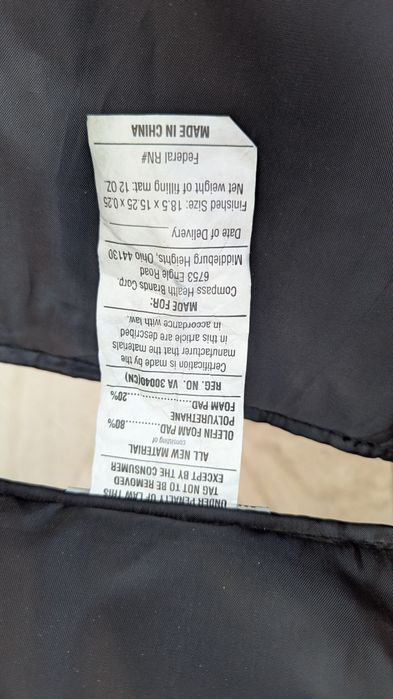 UNDER PENALTY OF LAW THIS
TAG NOT TO BE REMOVED
EXCEPT BY THE CONSUMER
ALL NEW MATERIAL
consisting of
OLEFIN FOAM PAD..........80%
POLYURETHANE
FOAM PAD....................20%
REG. NO. VA 30040(CN)
Certification is made by the
manufacturer that the materials
in this article are described
in accordance with law.
MADE FOR:
Compass Health Brands Corp
6753 Engle Road
Middleburg Heights, Ohio 44130
Date of Delivery
Finished Size: 18.5 x 15.25 x 0.25
Net weight of filling mat: 12 OZ.
Federal RN#
MADE IN CHINA